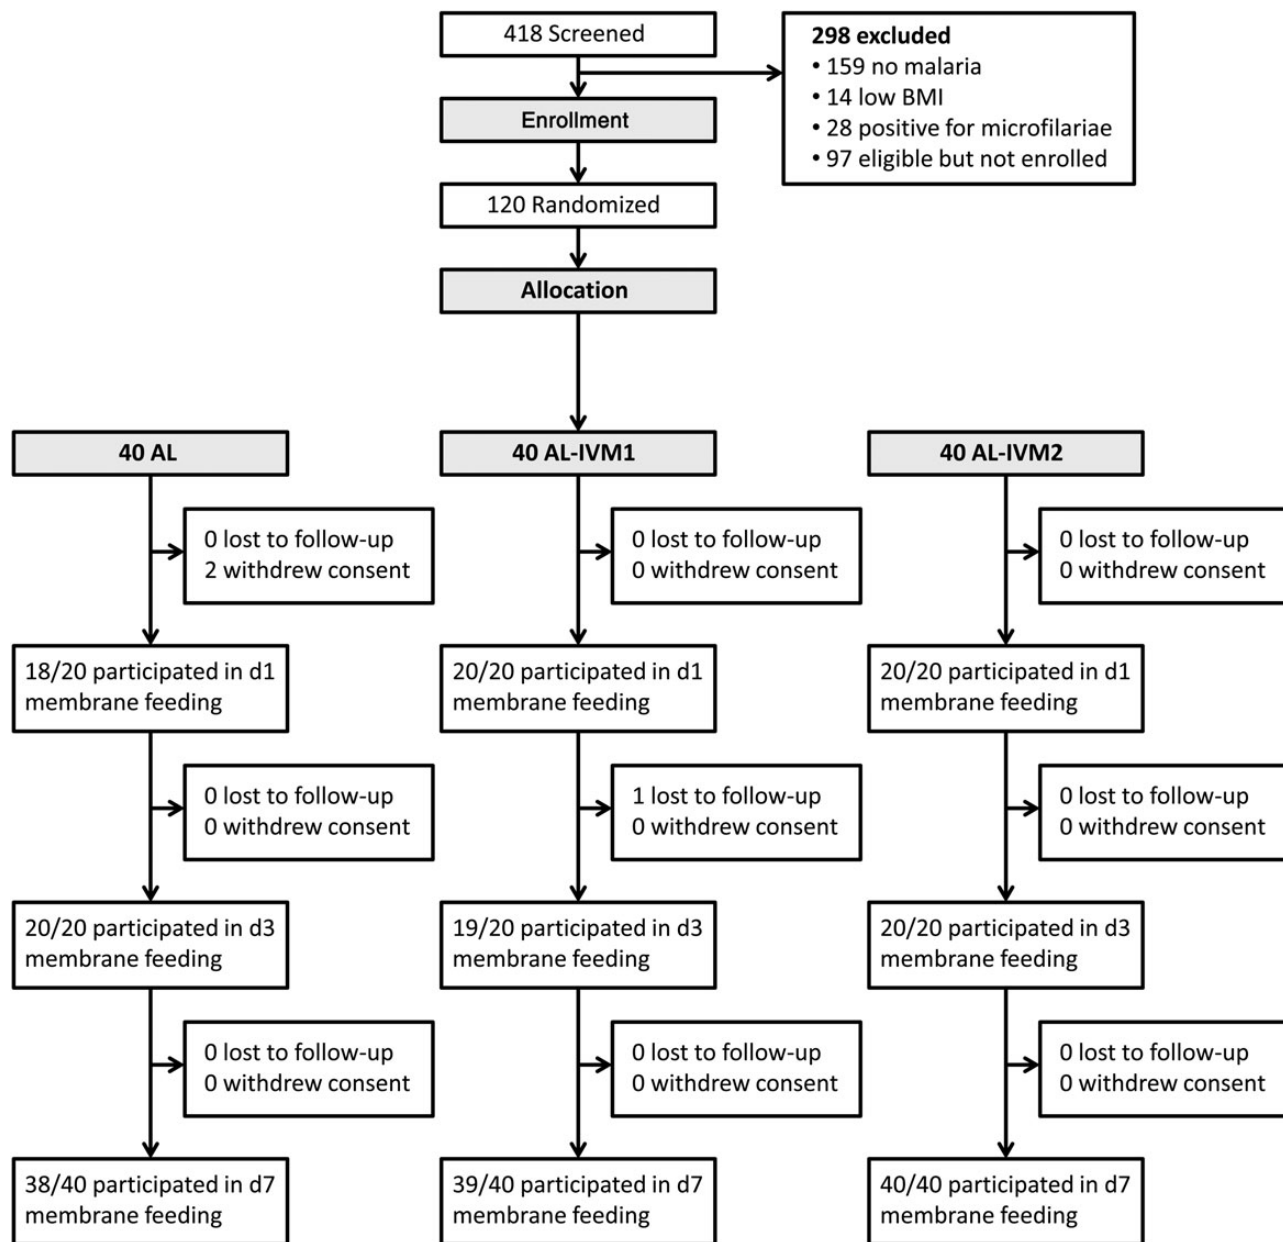 418 Screened
298 excluded
• 159 no malaria
• 14 low BMI
• 28 positive for microfilariae
• 97 eligible but not enrolled
Enrollment
120 Randomized
Allocation
40 AL
40 AL-IVM1
40 AL-IVM2
0 lost to follow-up
2 withdrew consent
0 lost to follow-up
0 withdrew consent
0 lost to follow-up
0 withdrew consent
18/20 participated in d1
membrane feeding
20/20 participated in d1
membrane feeding
20/20 participated in d1
membrane feeding
0 lost to follow-up
0 withdrew consent
1 lost to follow-up
0 withdrew consent
0 lost to follow-up
0 withdrew consent
20/20 participated in d3
membrane feeding
19/20 participated in d3
membrane feeding
20/20 participated in d3
membrane feeding
0 lost to follow-up
0 withdrew consent
0 lost to follow-up
0 withdrew consent
0 lost to follow-up
0 withdrew consent
38/40 participated in d7
membrane feeding
39/40 participated in d7
membrane feeding
40/40 participated in d7
membrane feeding